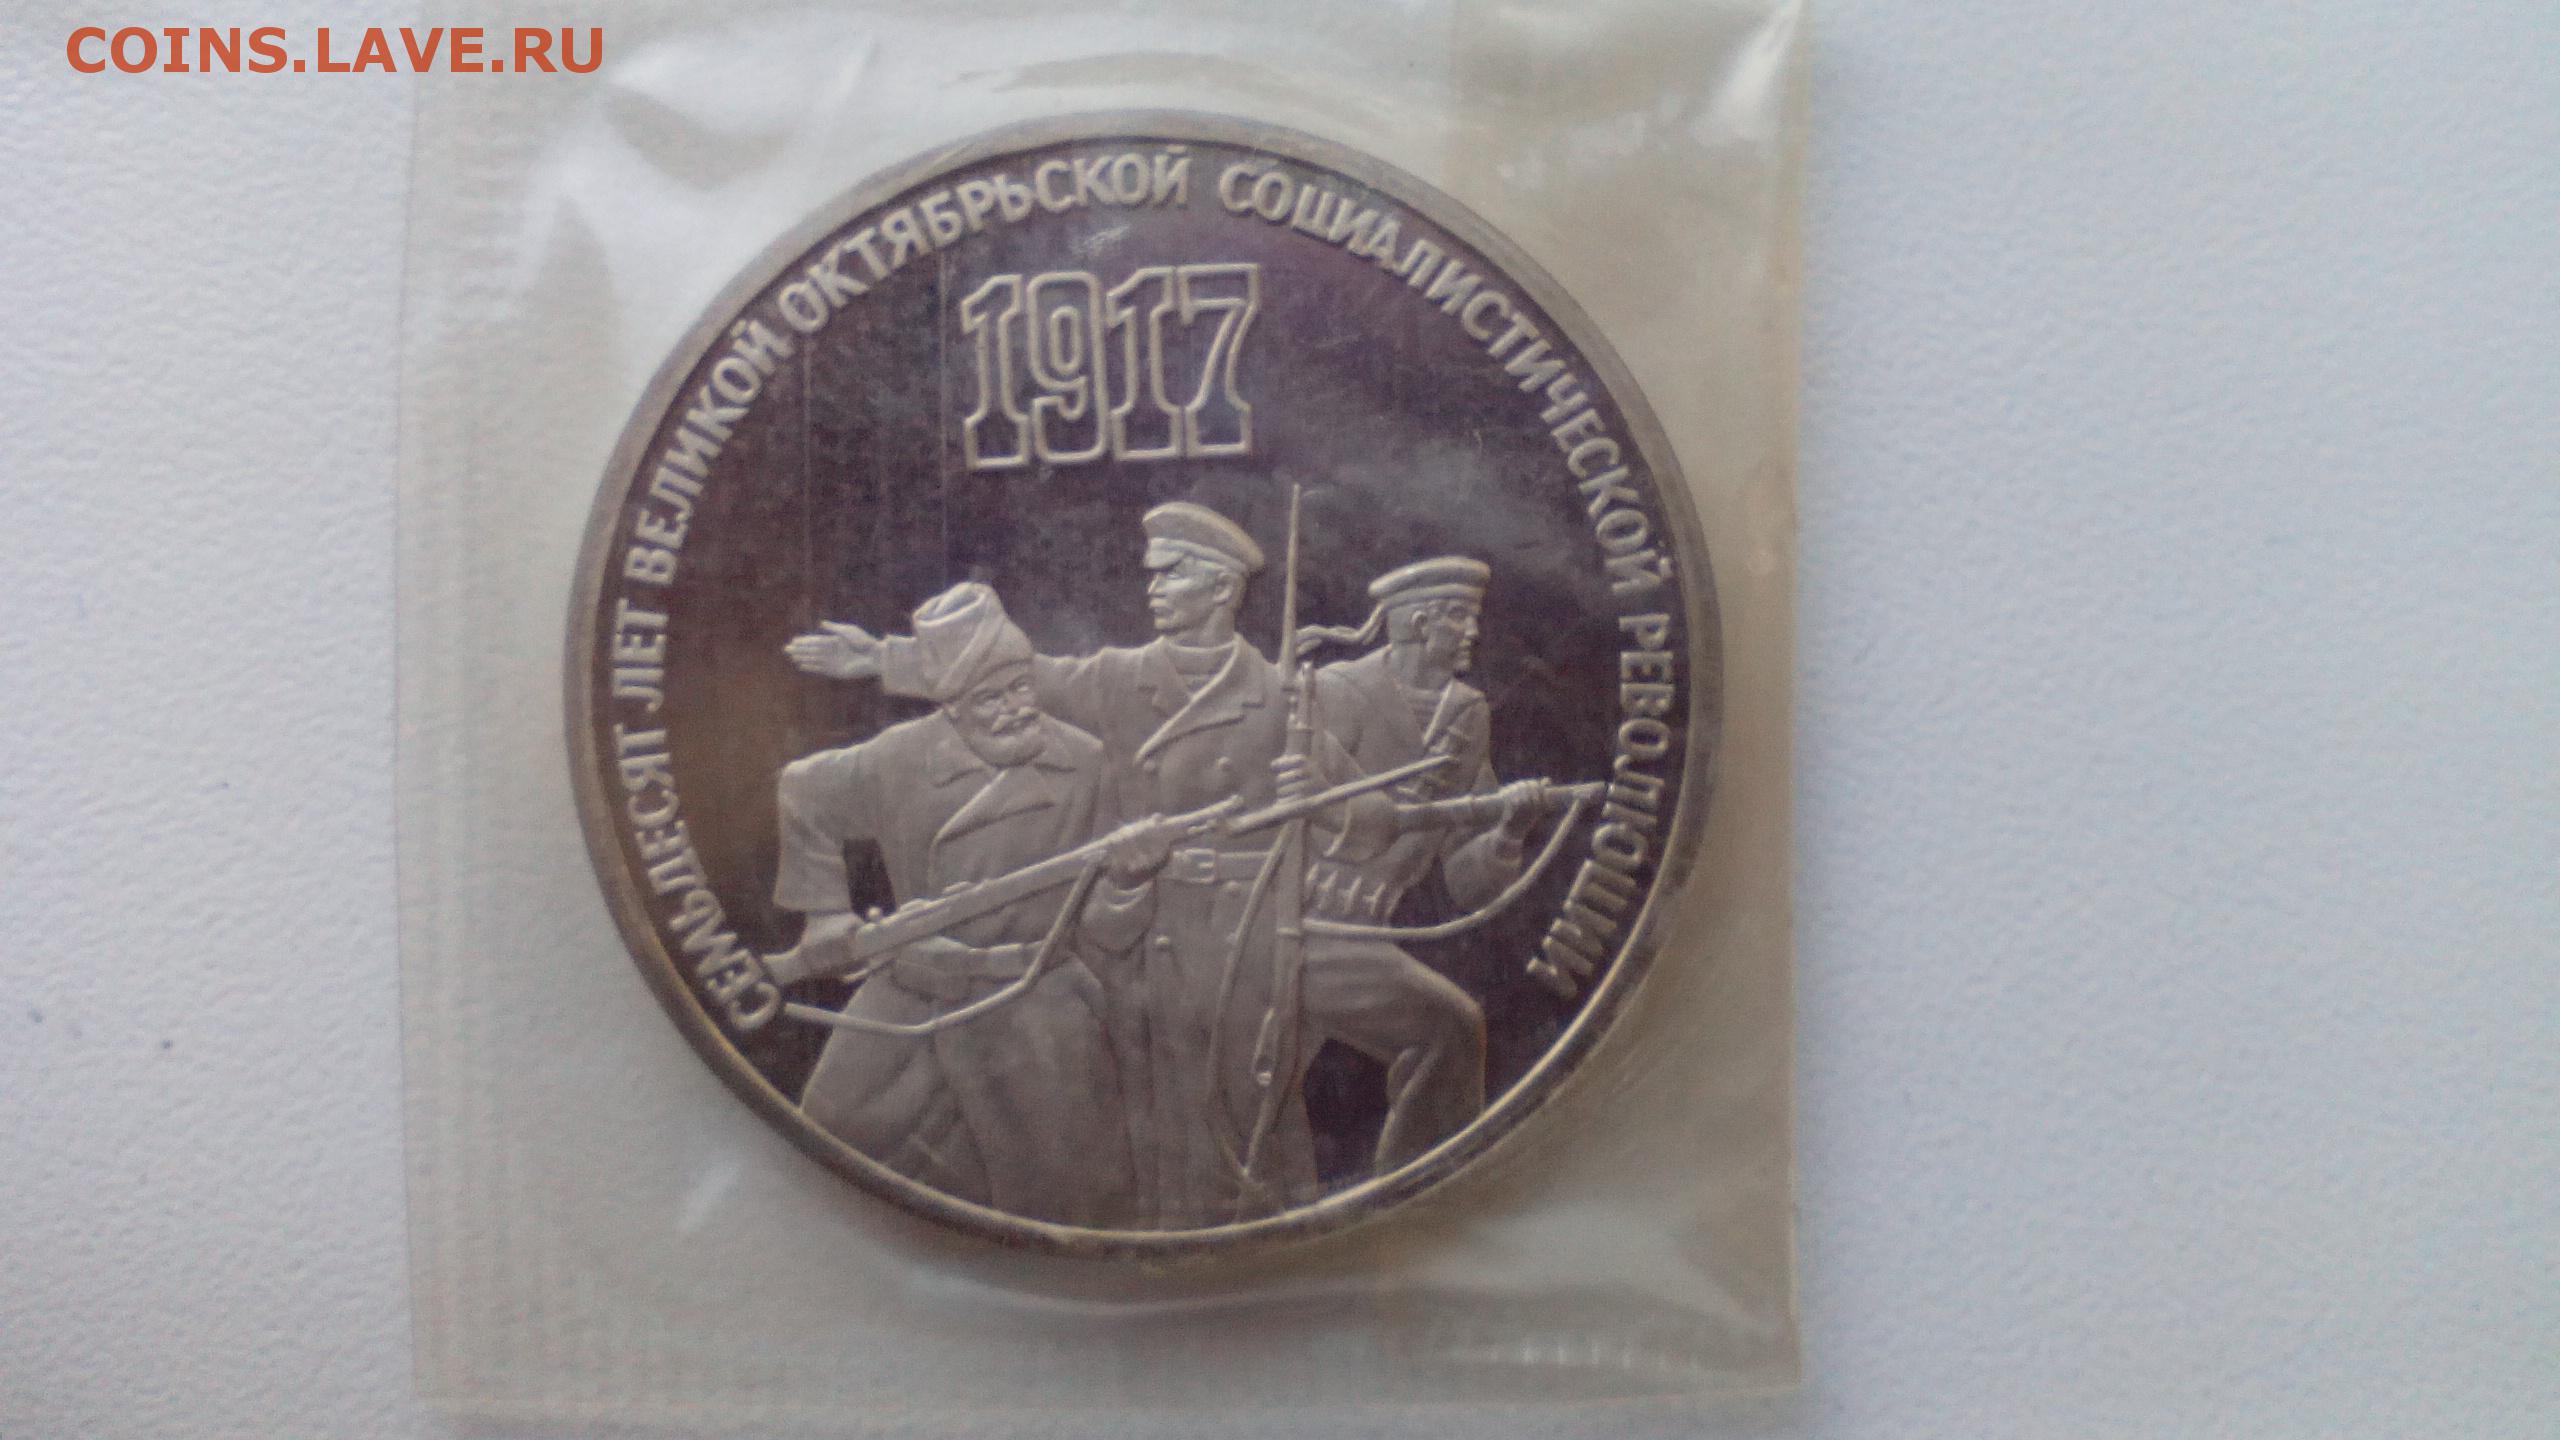 COINS.LAVE.RU
СЕМЬДЕСЯТ ЛЕТ ВЕЛИКОЙ ОКТЯБРЬСКОЙ СОЦИАЛИСТИЧЕСКОЙ РЕВОЛЮЦИИ
1917